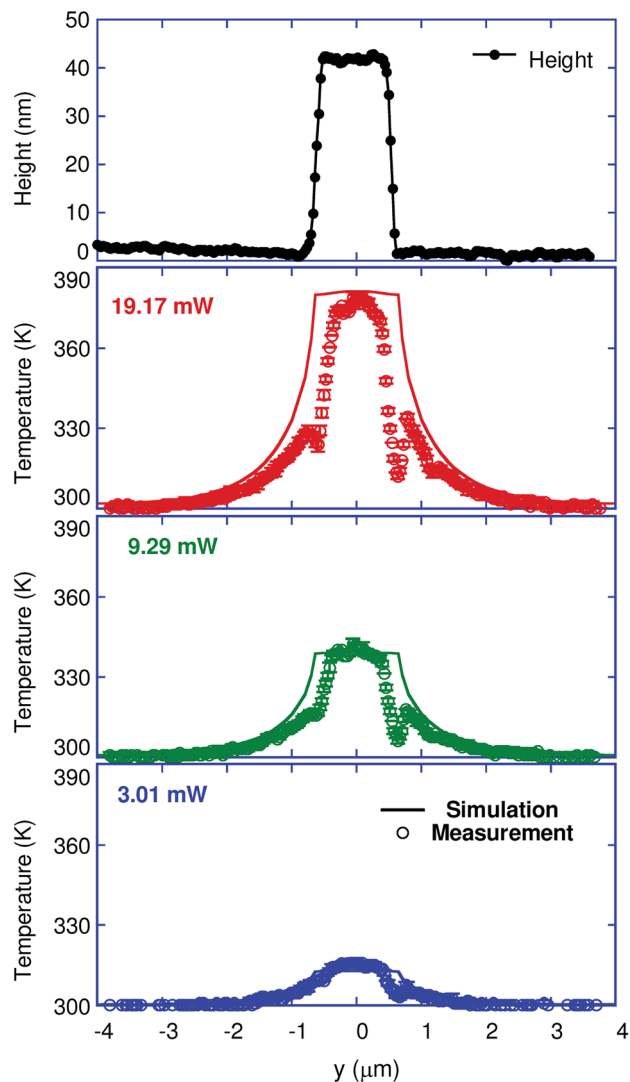 50
40
30
20
10
0
Height (nm)
Height
390
360
330
300
Temperature (K)
19.17 mW
390
360
330
300
Temperature (K)
9.29 mW
390
360
330
300
Temperature (K)
3.01 mW
Simulation
Measurement
-4 -3 -2 -1 0 1 2 3 4
y (μm)